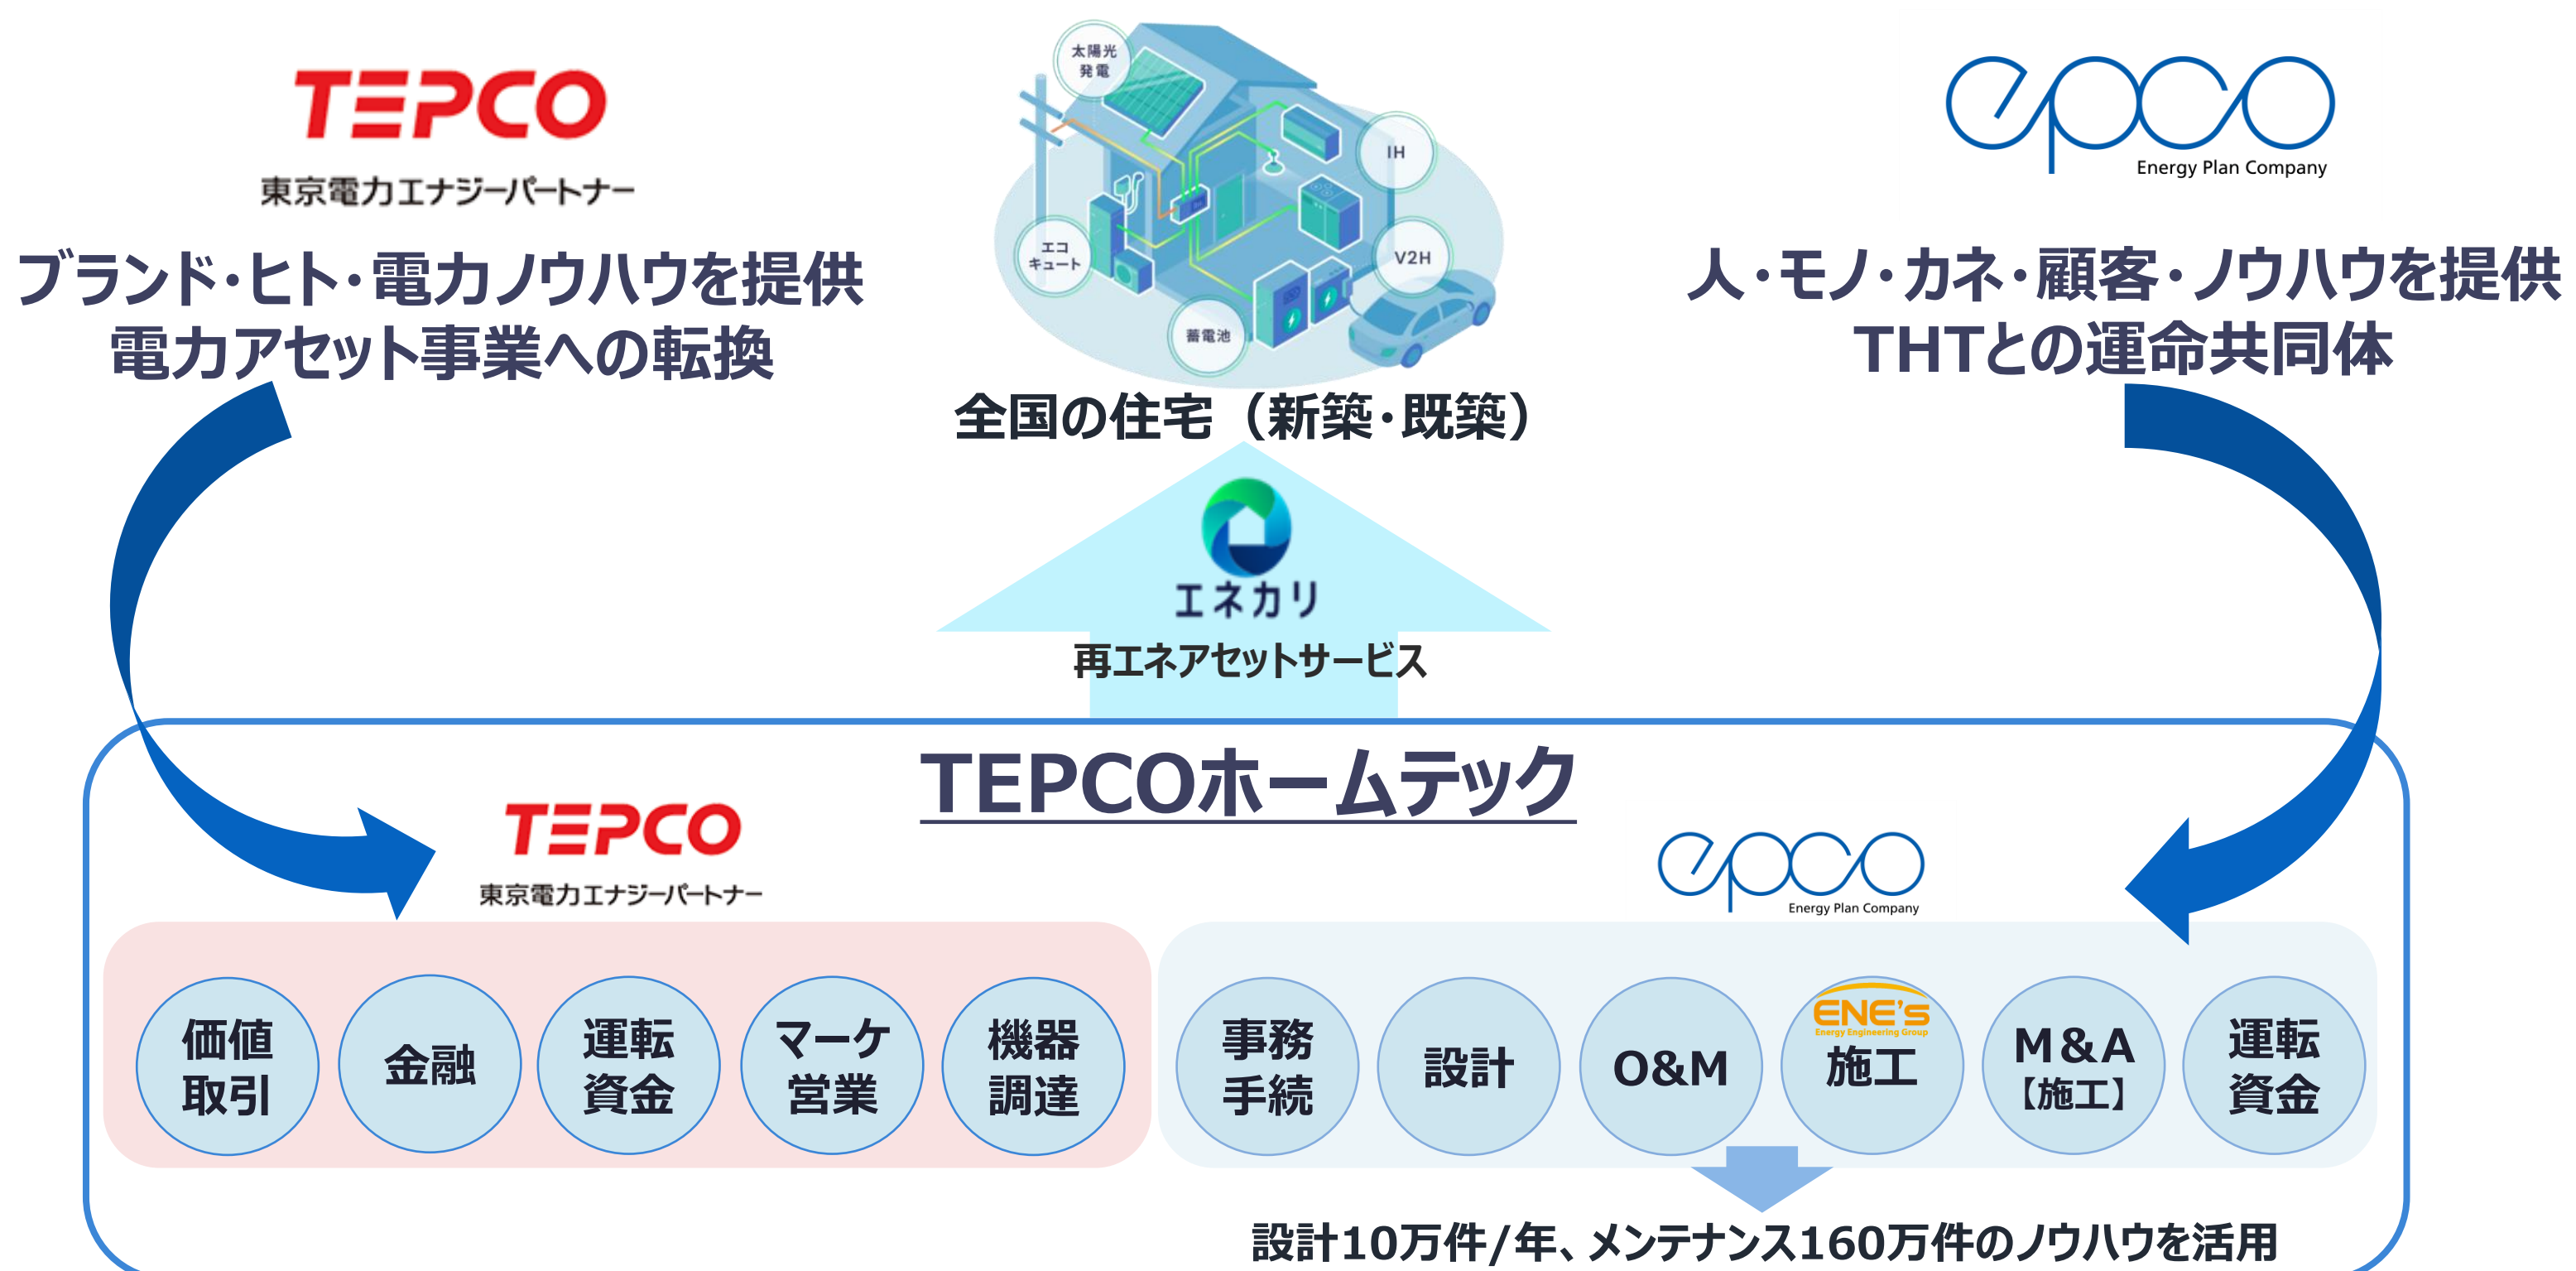 TEPCO
東京電力エナジーパートナー
ブランド・ヒト・電力ノウハウを提供
電力アセット事業への転換
太陽光
発電
IH
エコ
キュート
V2H
蓄電池
全国の住宅（新築・既築）
epco
Energy Plan Company
人・モノ・カネ・顧客・ノウハウを提供
THTとの運命共同体
エネカリ
再エネアセットサービス
TEPCOホームテック
TEPCO
東京電力エナジーパートナー
epco
Energy Plan Company
価値
取引
金融
運転
資金
マーケ
営業
機器
調達
事務
手続
設計
O&M
ENE's
Energy Engineering Group
施工
M＆A
【施工】
運転
資金
設計10万件/年、メンテナンス160万件のノウハウを活用